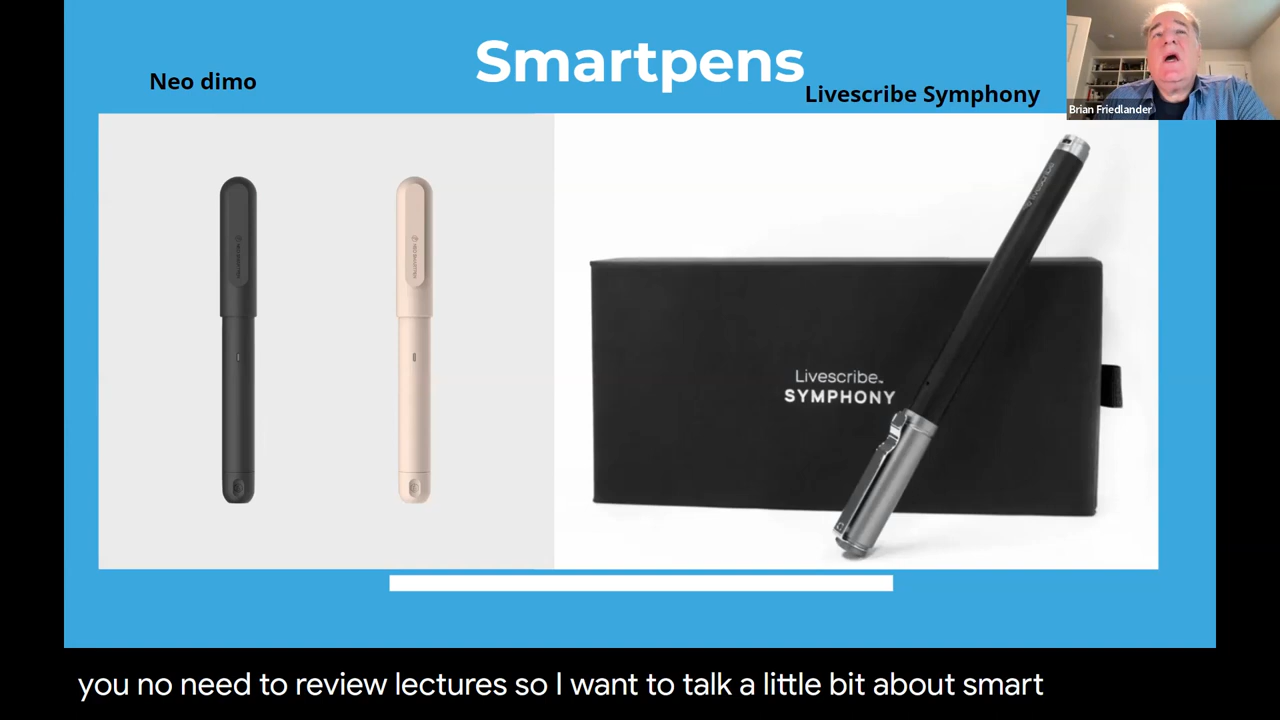 Smartpens
Neo dimo
Livescribe Symphony
Brian Friedlander
Livescribe
SYMPHONY
livescribe
you no need to review lectures so I want to talk a little bit about smart